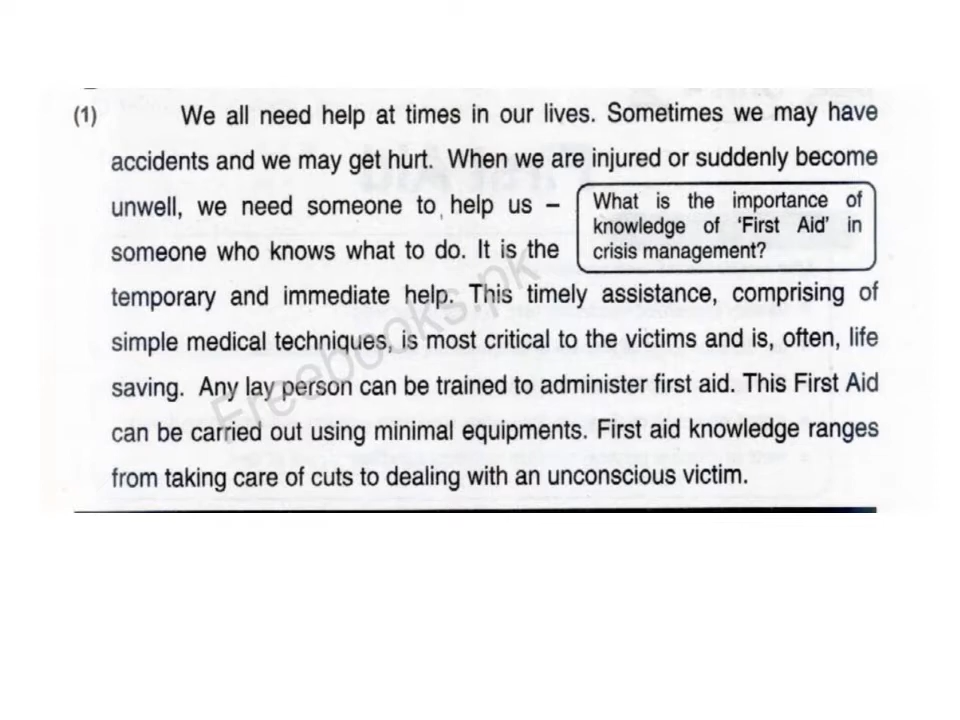 (1) We all need help at times in our lives. Sometimes we may have
accidents and we may get hurt. When we are injured or suddenly become
unwell, we need someone to help us –
someone who knows what to do. It is the
What is the importance of
knowledge of ‘First Aid’ in
crisis management?
temporary and immediate help. This timely assistance, comprising of
simple medical techniques, is most critical to the victims and is, often, life
saving. Any lay person can be trained to administer first aid. This First Aid
can be carried out using minimal equipments. First aid knowledge ranges
from taking care of cuts to dealing with an unconscious victim.
Freebooks.pk